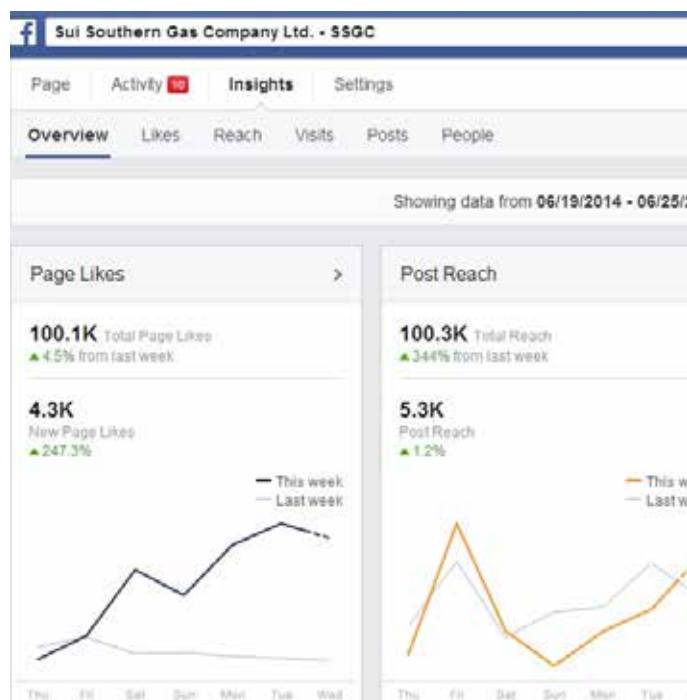 f Sui Southern Gas Company Ltd. - SSGC
Page Activity 10 Insights Settings
Overview Likes Reach Visits Posts People
Showing data from 06/19/2014 - 06/25/
Page Likes >
100.1K Total Page Likes
4.5% from last week
4.3K
New Page Likes
247.3%
This week
Last week
Thu Fri Sat Sun Mon Tue Wed
Post Reach
100.3K Total Reach
344% from last week
5.3K
Post Reach
1.2%
This w
Last w
Thu Fri Sat Sun Mon Tue